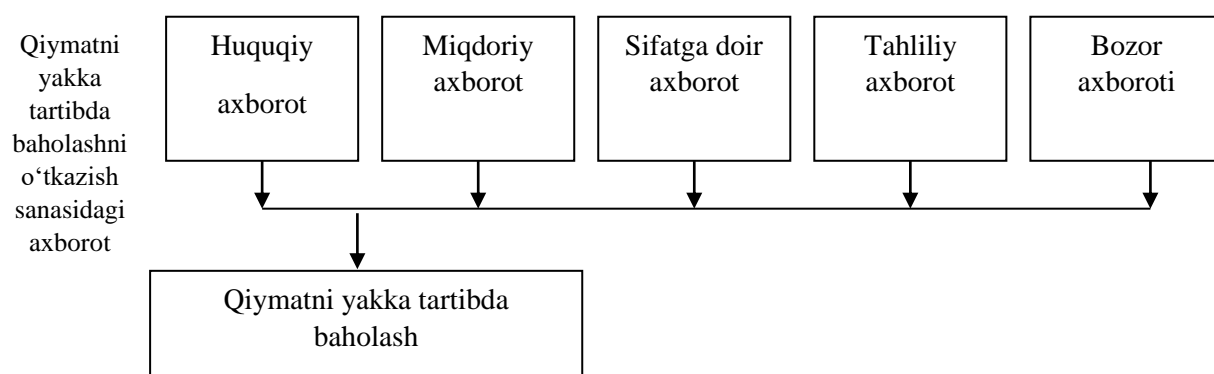 Qiymatni
yakka
tartibda
baholashni
o‘tkazish
sanasidagi
axborot
Huquqiy
axborot
Miqdoriy
axborot
Sifatga doir
axborot
Tahliliy
axborot
Bozor
axboroti
Qiymatni yakka tartibda
baholash